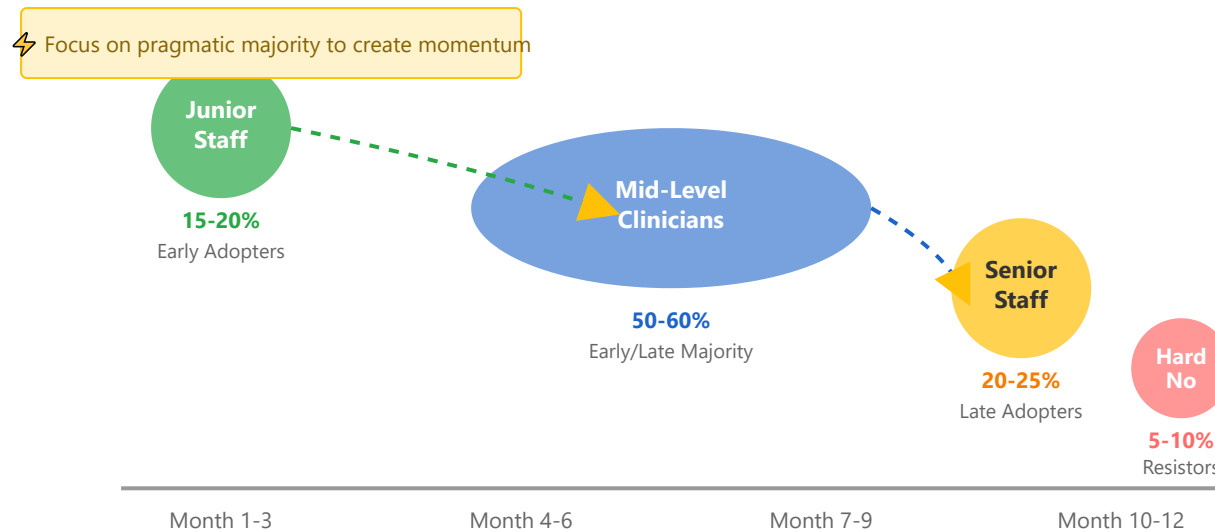 ⚡ Focus on pragmatic majority to create momentum
Junior
Staff
15-20%
Early Adopters
Mid-Level
Clinicians
50-60%
Early/Late Majority
Senior
Staff
20-25%
Late Adopters
Hard
No
5-10%
Resistors
Month 1-3
Month 4-6
Month 7-9
Month 10-12